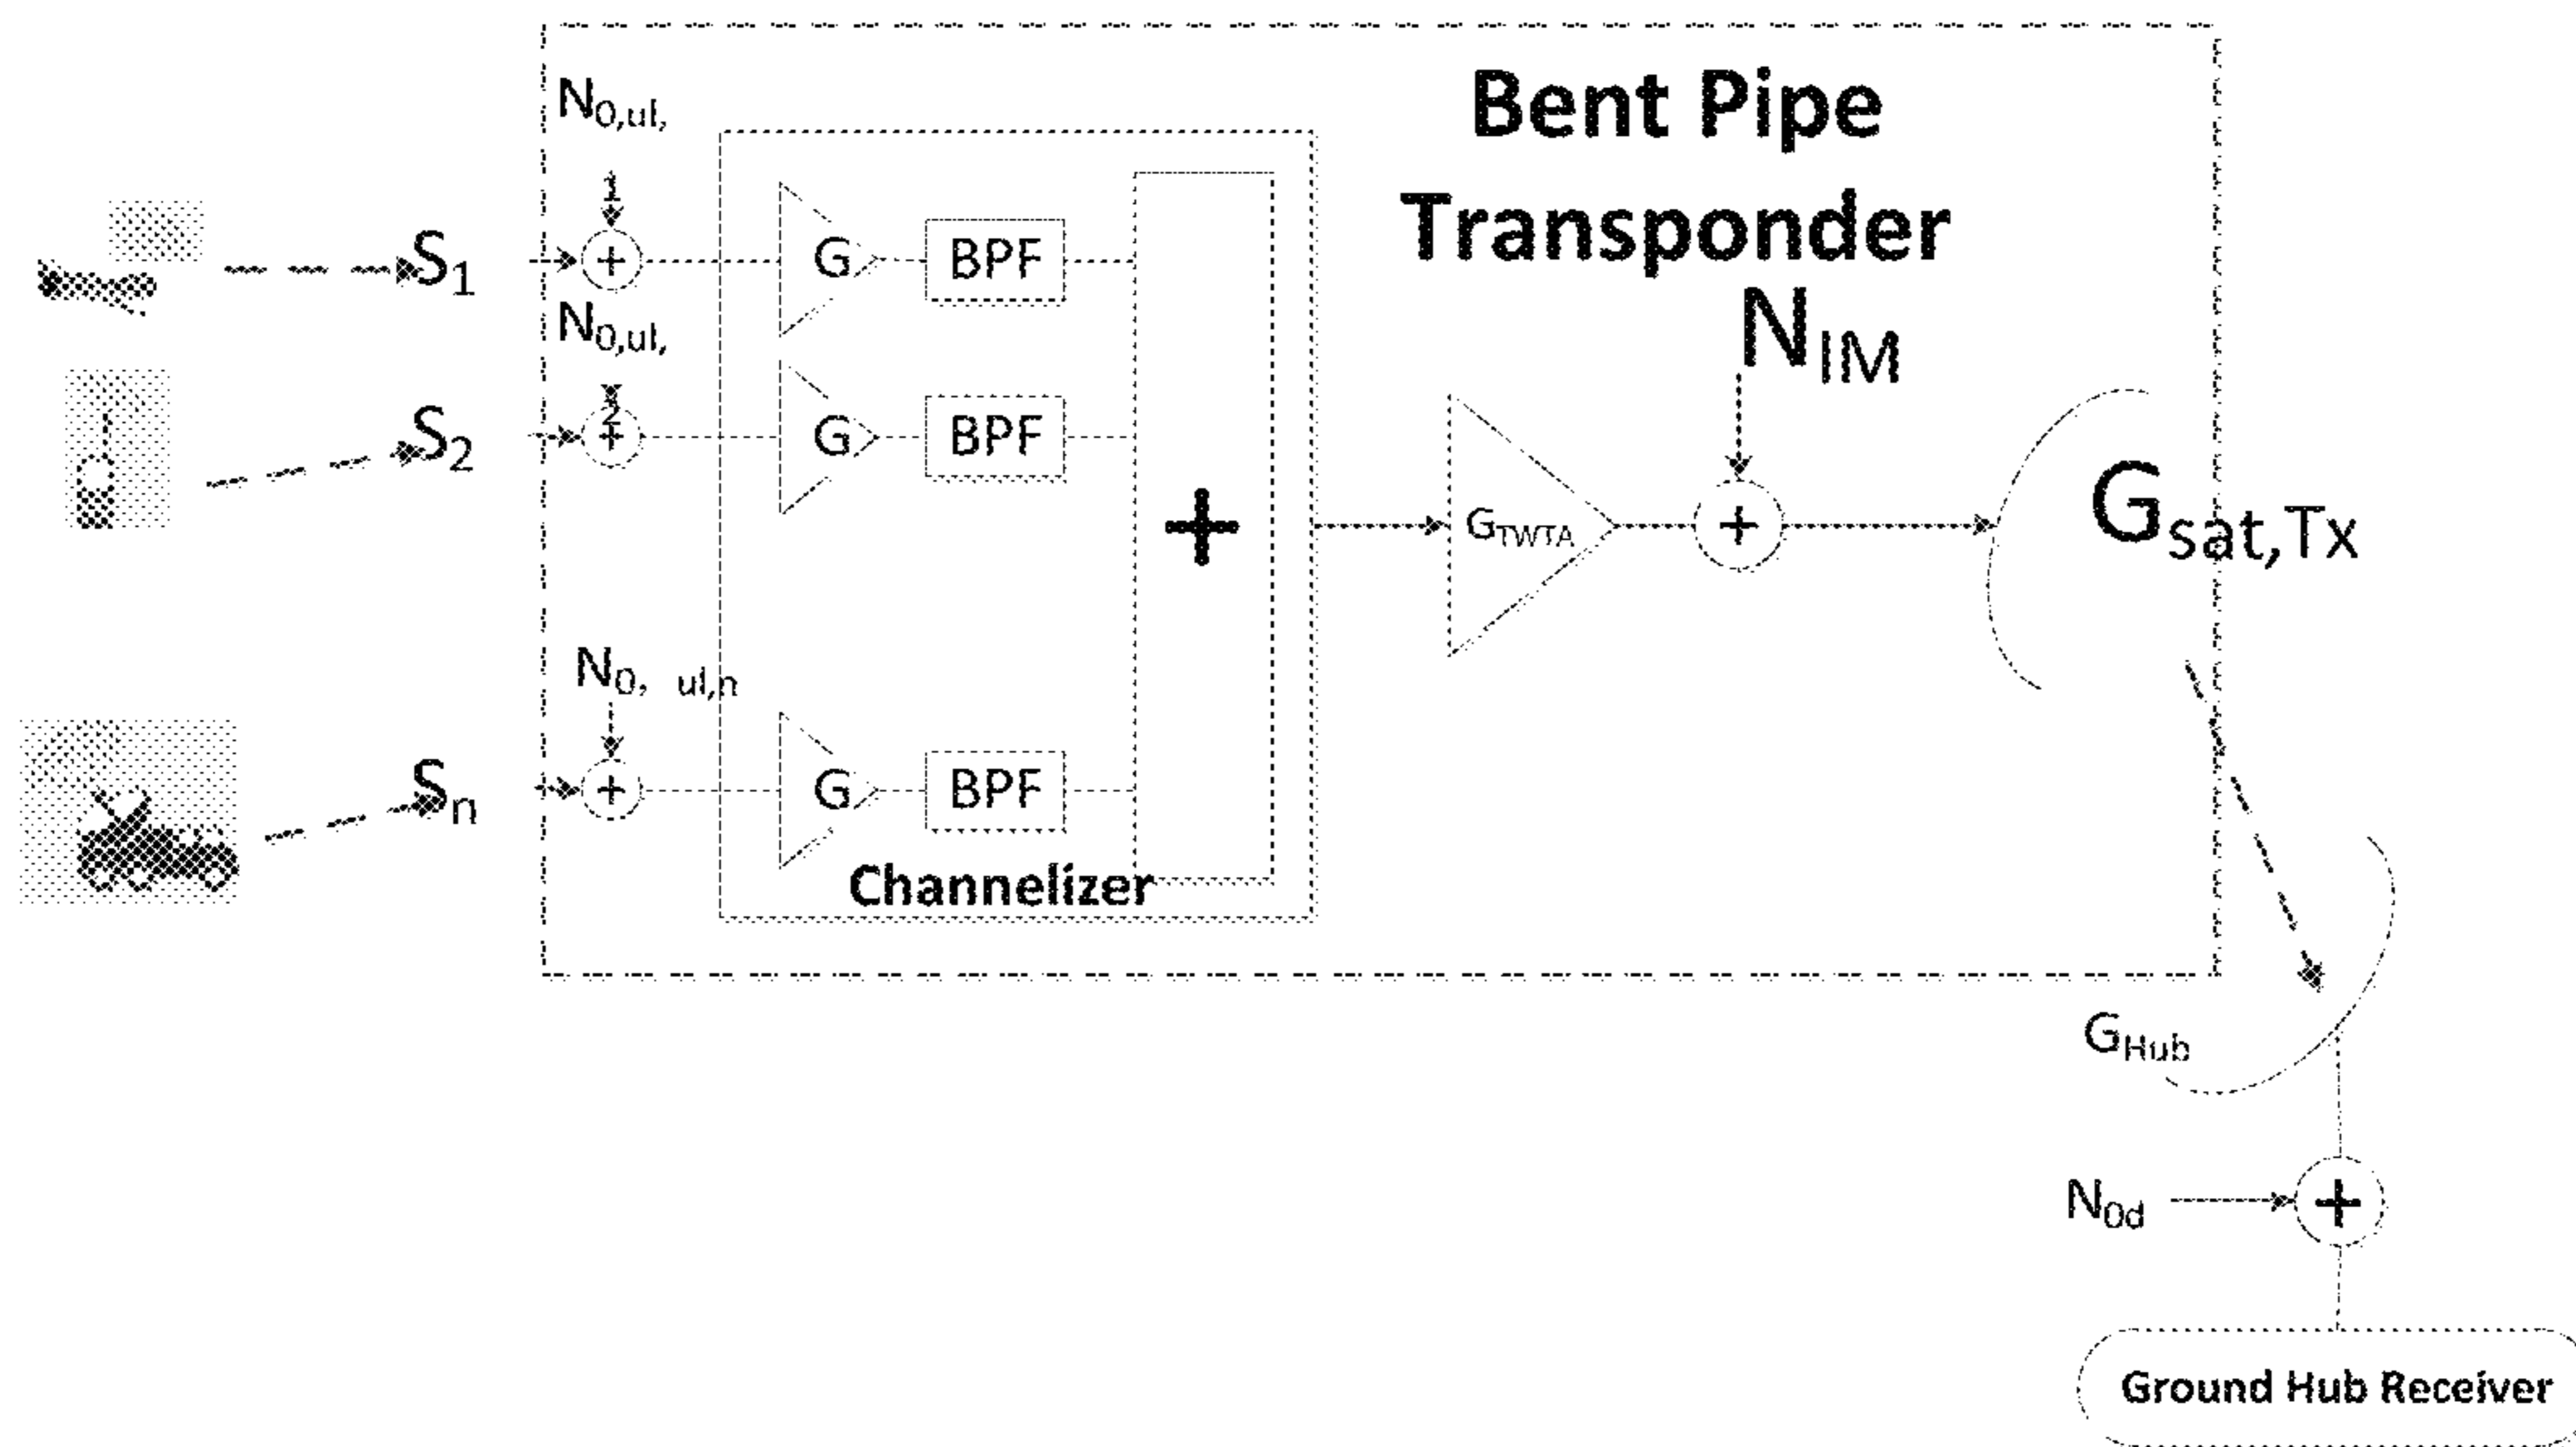 Bent Pipe
Transponder
N0,ul,
1
S1
+
G
BPF
N0,ul,
2
S2
+
G
BPF
NIM
+
GTWTA
+
Gsat,Tx
N0, ul,n
Sn
+
G
BPF
Channelizer
GHub
N0d
+
Ground Hub Receiver